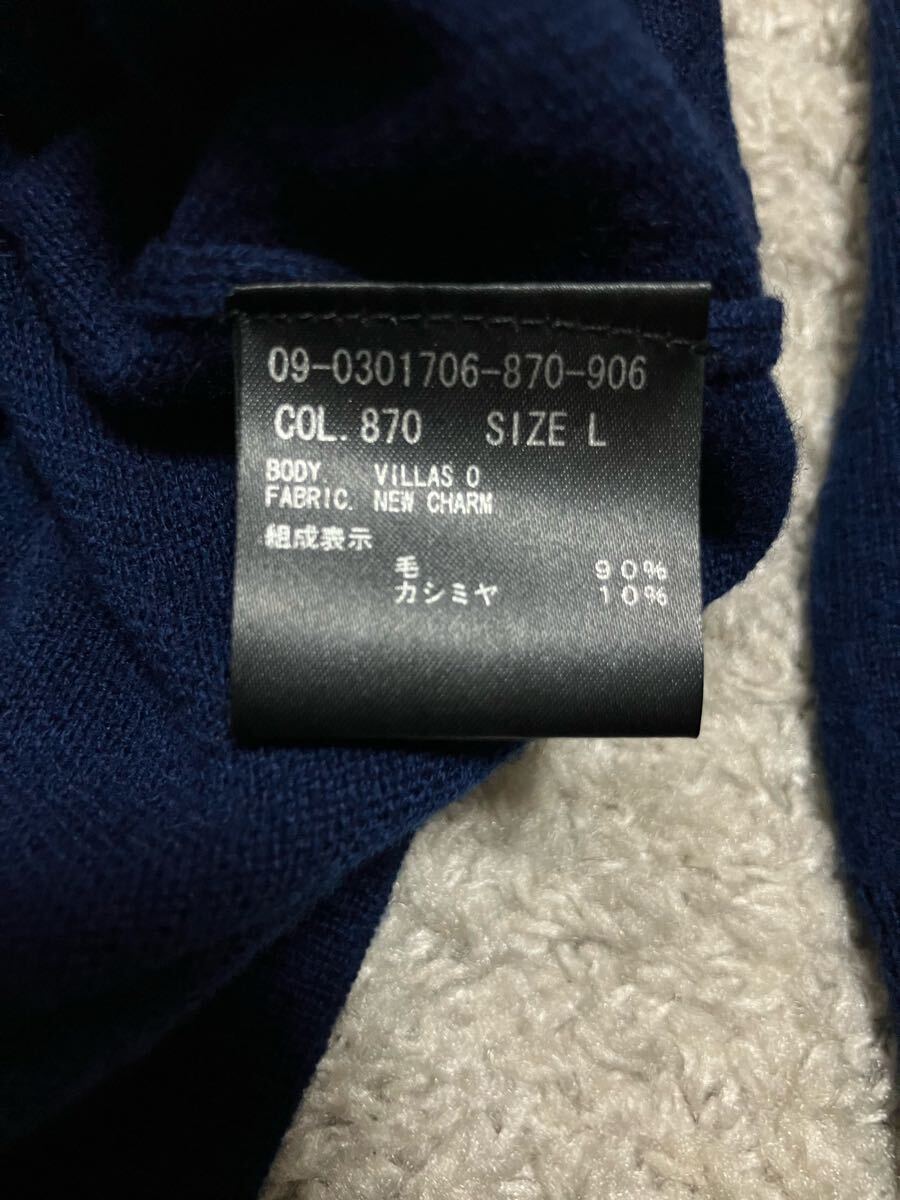 09-0301706-870-906
COL. 870 SIZE L
BODY VILLAS O
FABRIC. NEW CHARM
組成表示
毛 90%
カシミヤ 10%